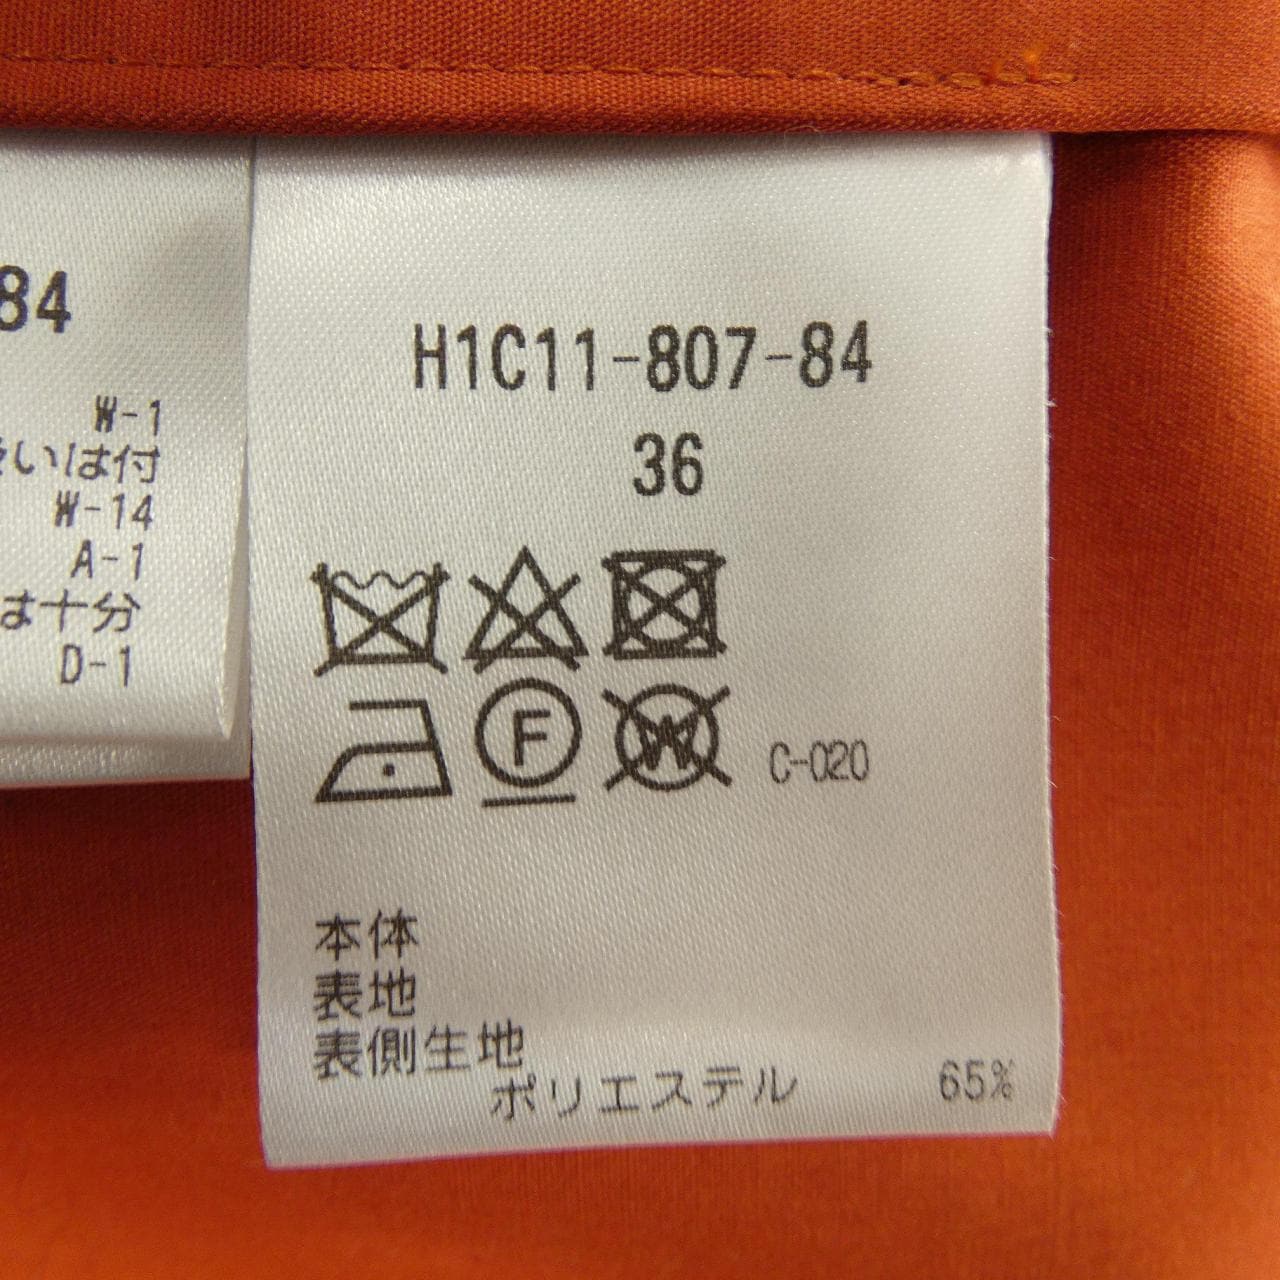 84
W-1
いは付
W-14
A-1
は十分
D-1
H1C11-807-84
36
F
W
C-020
本体
表地
表側生地
ポリエステル 65%